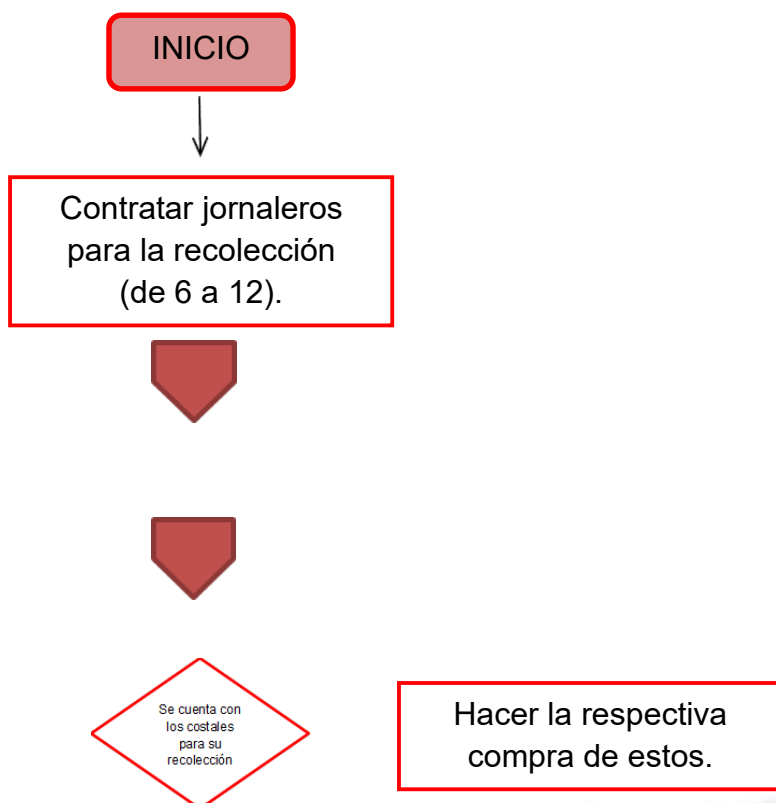 INICIO
Contratar jornaleros
para la recolección
(de 6 a 12).
Se cuenta con
los costales
para su
recolección
Hacer la respectiva
compra de estos.